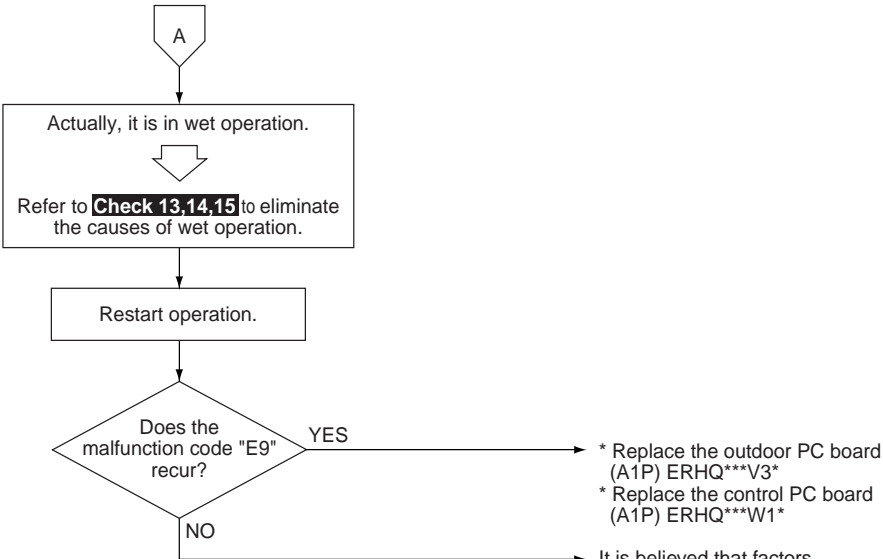 A
Actually, it is in wet operation.
Refer to Check 13,14,15 to eliminate
the causes of wet operation.
Restart operation.
Does the
malfunction code "E9"
recur?
YES
* Replace the outdoor PC board
(A1P) ERHQ***V3*
* Replace the control PC board
(A1P) ERHQ***W1*
NO
It is believed that factors